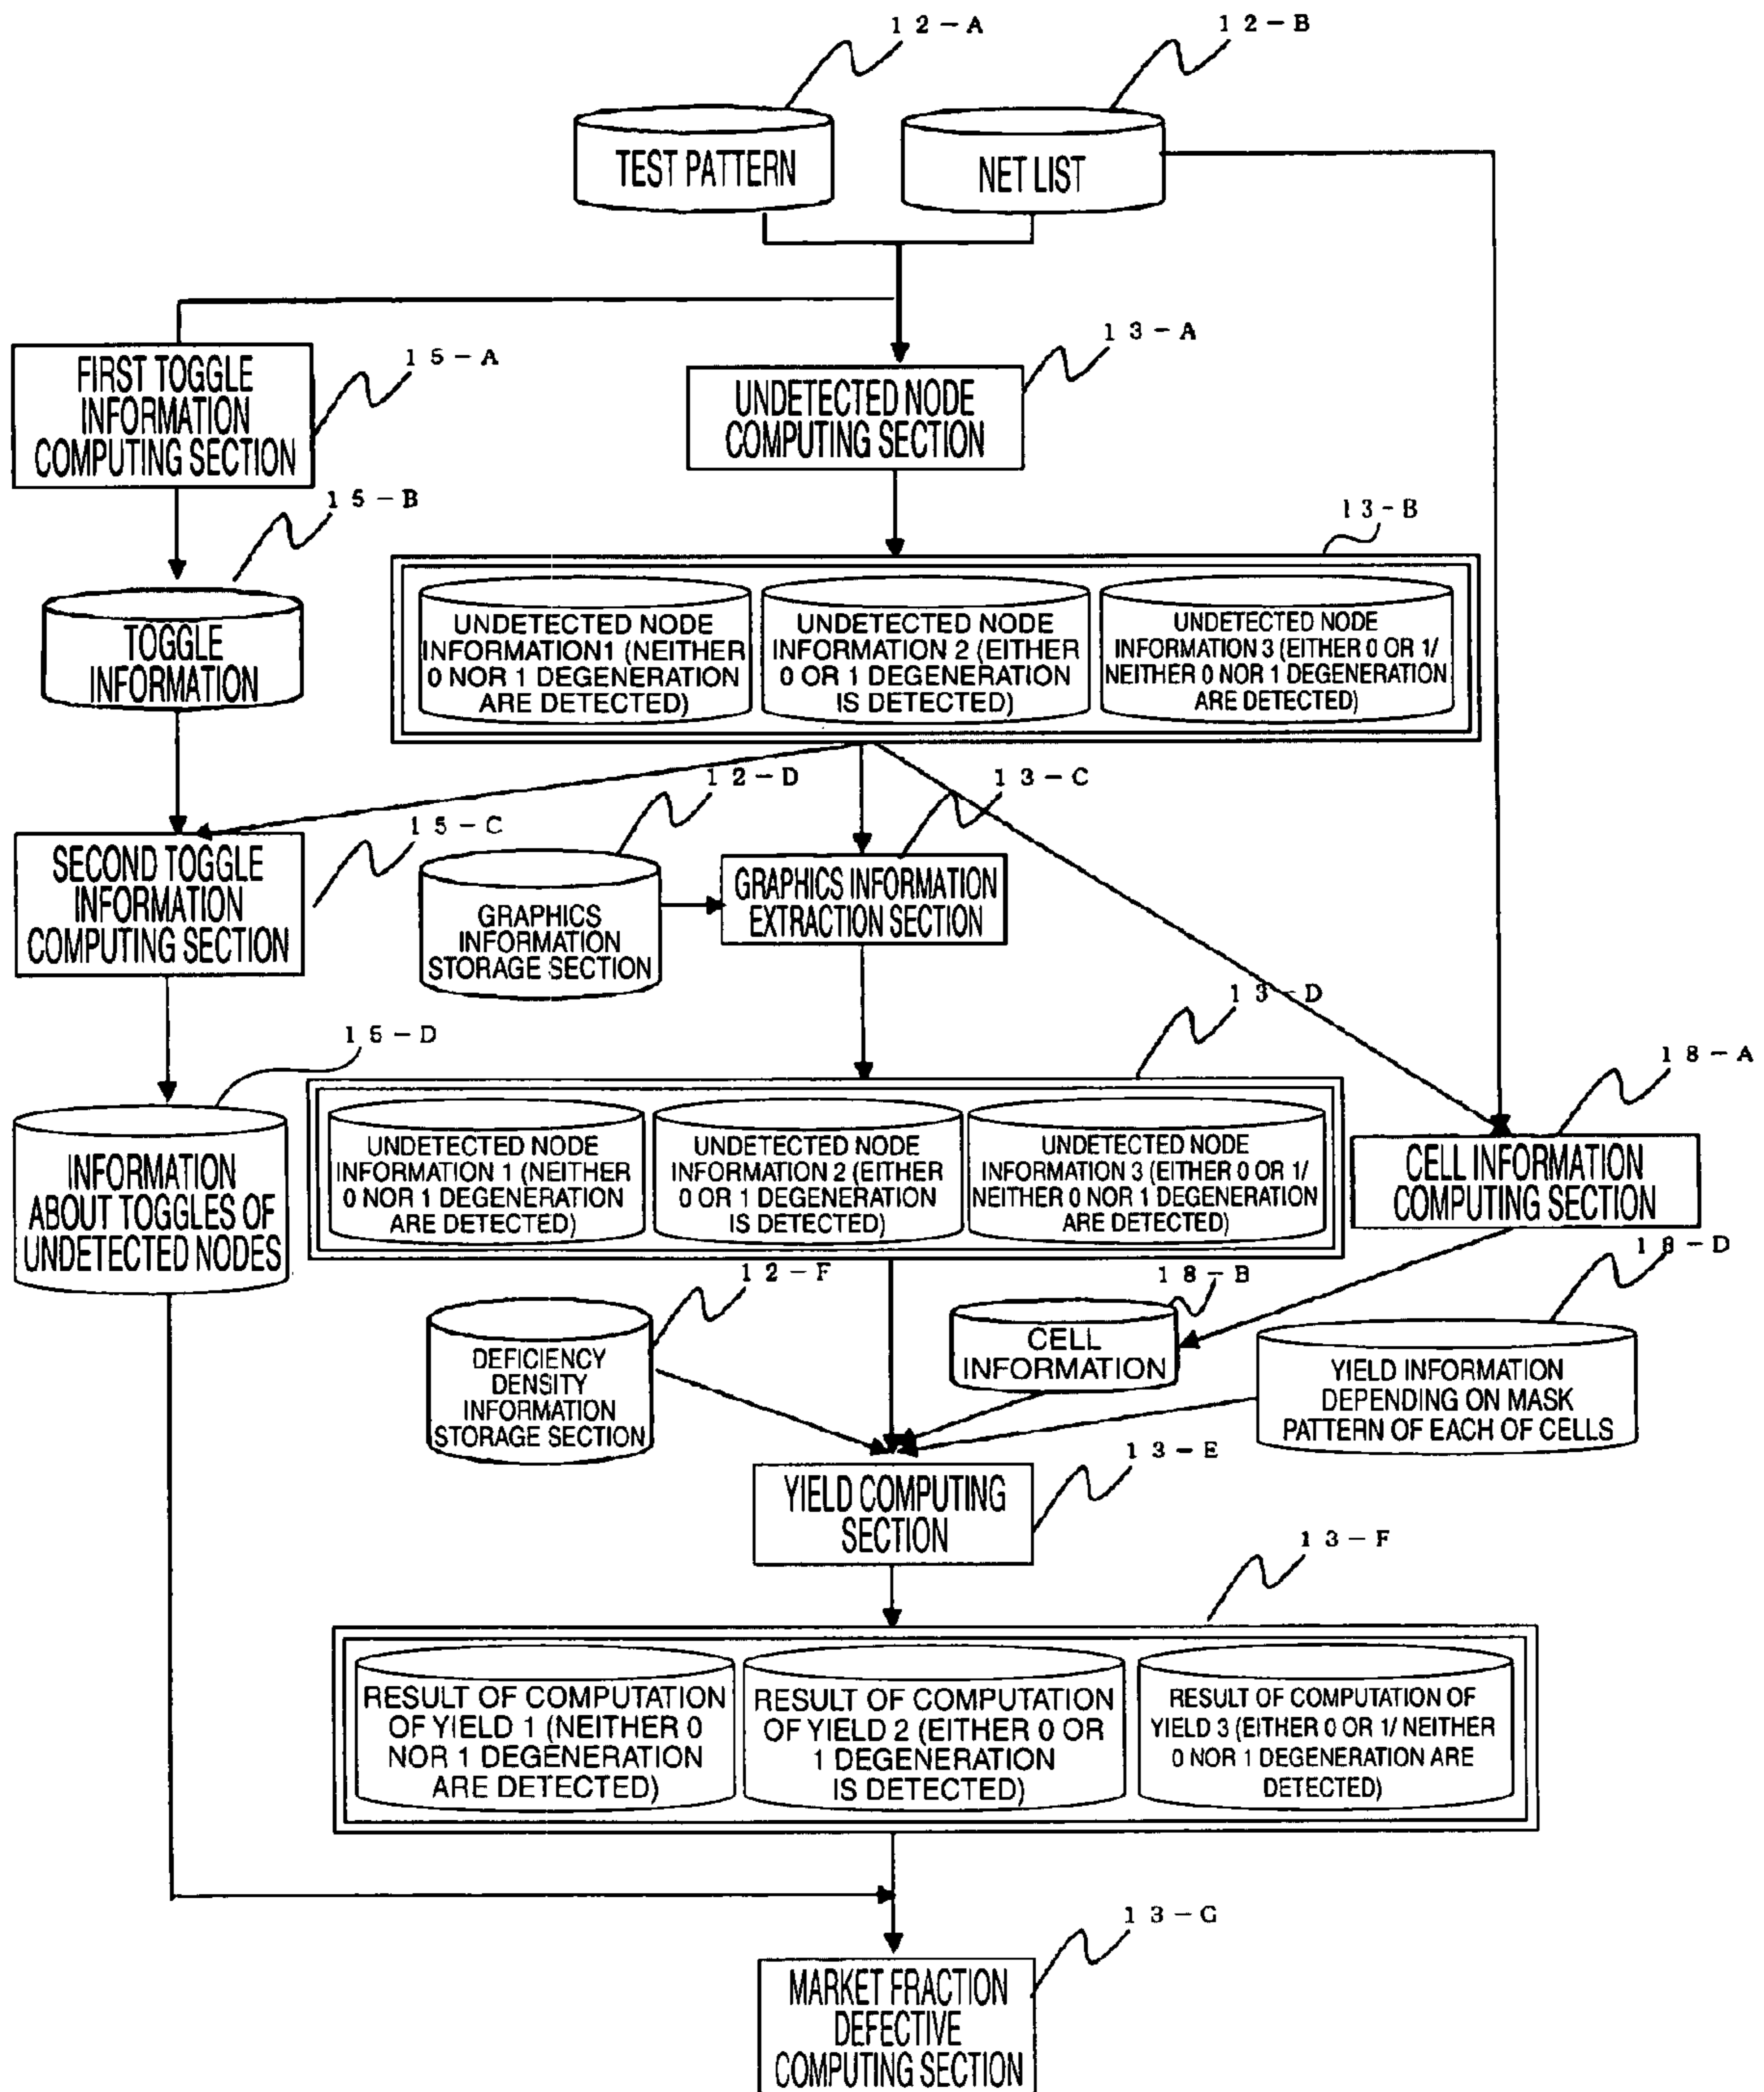 12-A
12-B
TEST PATTERN
NET LIST
13-A
15-A
FIRST TOGGLE
INFORMATION
COMPUTING SECTION
UNDETECTED NODE
COMPUTING SECTION
15-B
13-B
TOGGLE
INFORMATION
UNDETECTED NODE
INFORMATION1 (NEITHER
0 NOR 1 DEGENERATION
ARE DETECTED)
UNDETECTED NODE
INFORMATION 2 (EITHER
0 OR 1 DEGENERATION
IS DETECTED)
UNDETECTED NODE
INFORMATION 3 (EITHER 0 OR 1/
NEITHER 0 NOR 1 DEGENERATION
ARE DETECTED)
12-D
13-C
15-C
SECOND TOGGLE
INFORMATION
COMPUTING SECTION
GRAPHICS
INFORMATION
STORAGE SECTION
GRAPHICS INFORMATION
EXTRACTION SECTION
13-D
15-D
18-A
INFORMATION
ABOUT TOGGLES OF
UNDETECTED NODES
UNDETECTED NODE
INFORMATION 1 (NEITHER
0 NOR 1 DEGENERATION
ARE DETECTED)
UNDETECTED NODE
INFORMATION 2 (EITHER
0 OR 1 DEGENERATION
IS DETECTED)
UNDETECTED NODE
INFORMATION 3 (EITHER 0 OR 1/
NEITHER 0 NOR 1 DEGENERATION
ARE DETECTED)
CELL INFORMATION
COMPUTING SECTION
12-F
18-B
18-D
DEFICIENCY
DENSITY
INFORMATION
STORAGE SECTION
CELL
INFORMATION
YIELD INFORMATION
DEPENDING ON MASK
PATTERN OF EACH OF CELLS
13-E
YIELD COMPUTING
SECTION
13-F
RESULT OF COMPUTATION
OF YIELD 1 (NEITHER 0
NOR 1 DEGENERATION
ARE DETECTED)
RESULT OF COMPUTATION
OF YIELD 2 (EITHER 0 OR
1 DEGENERATION
IS DETECTED)
RESULT OF COMPUTATION OF
YIELD 3 (EITHER 0 OR 1/ NEITHER
0 NOR 1 DEGENERATION ARE
DETECTED)
13-G
MARKET FRACTION
DEFECTIVE
COMPUTING SECTION